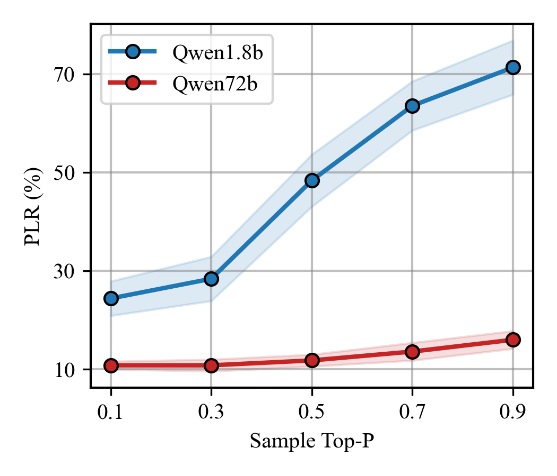 Qwen1.8b
Qwen72b
PLR (%)
70
50
30
10
0.1 0.3 0.5 0.7 0.9
Sample Top-P